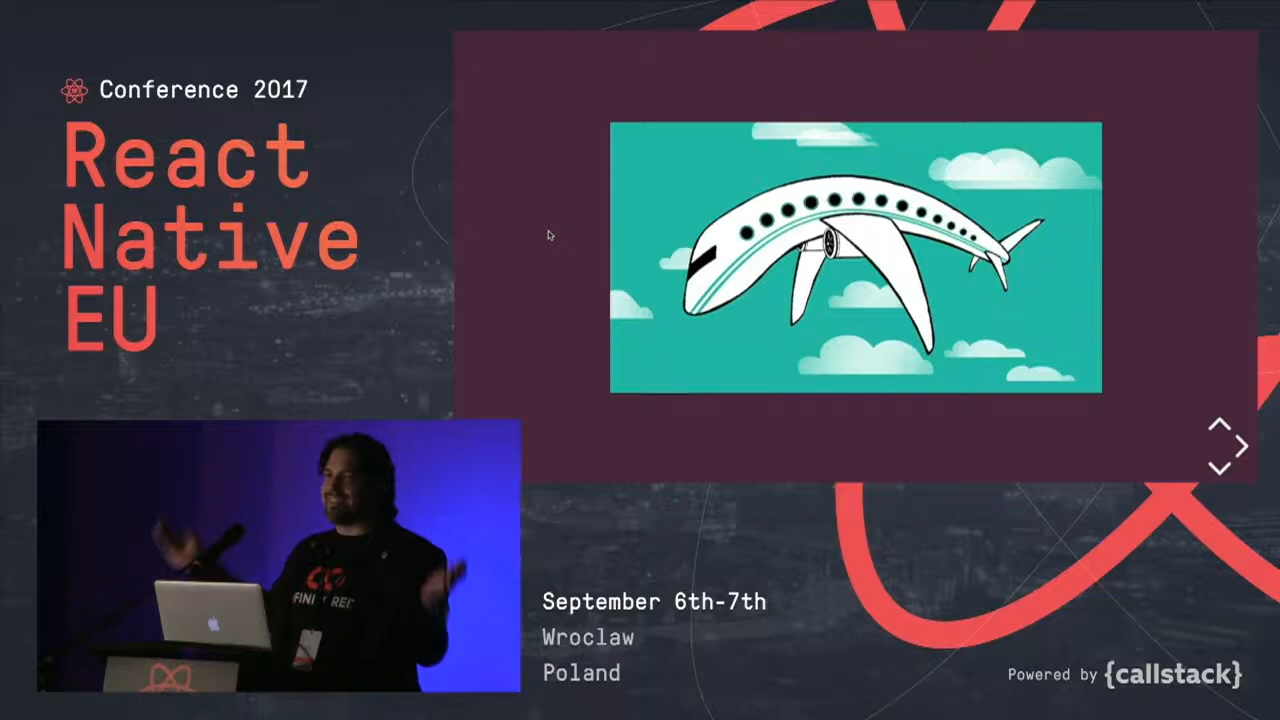 Conference 2017
React
Native
EU
September 6th-7th
Wroclaw
Poland
Powered by {callstack}